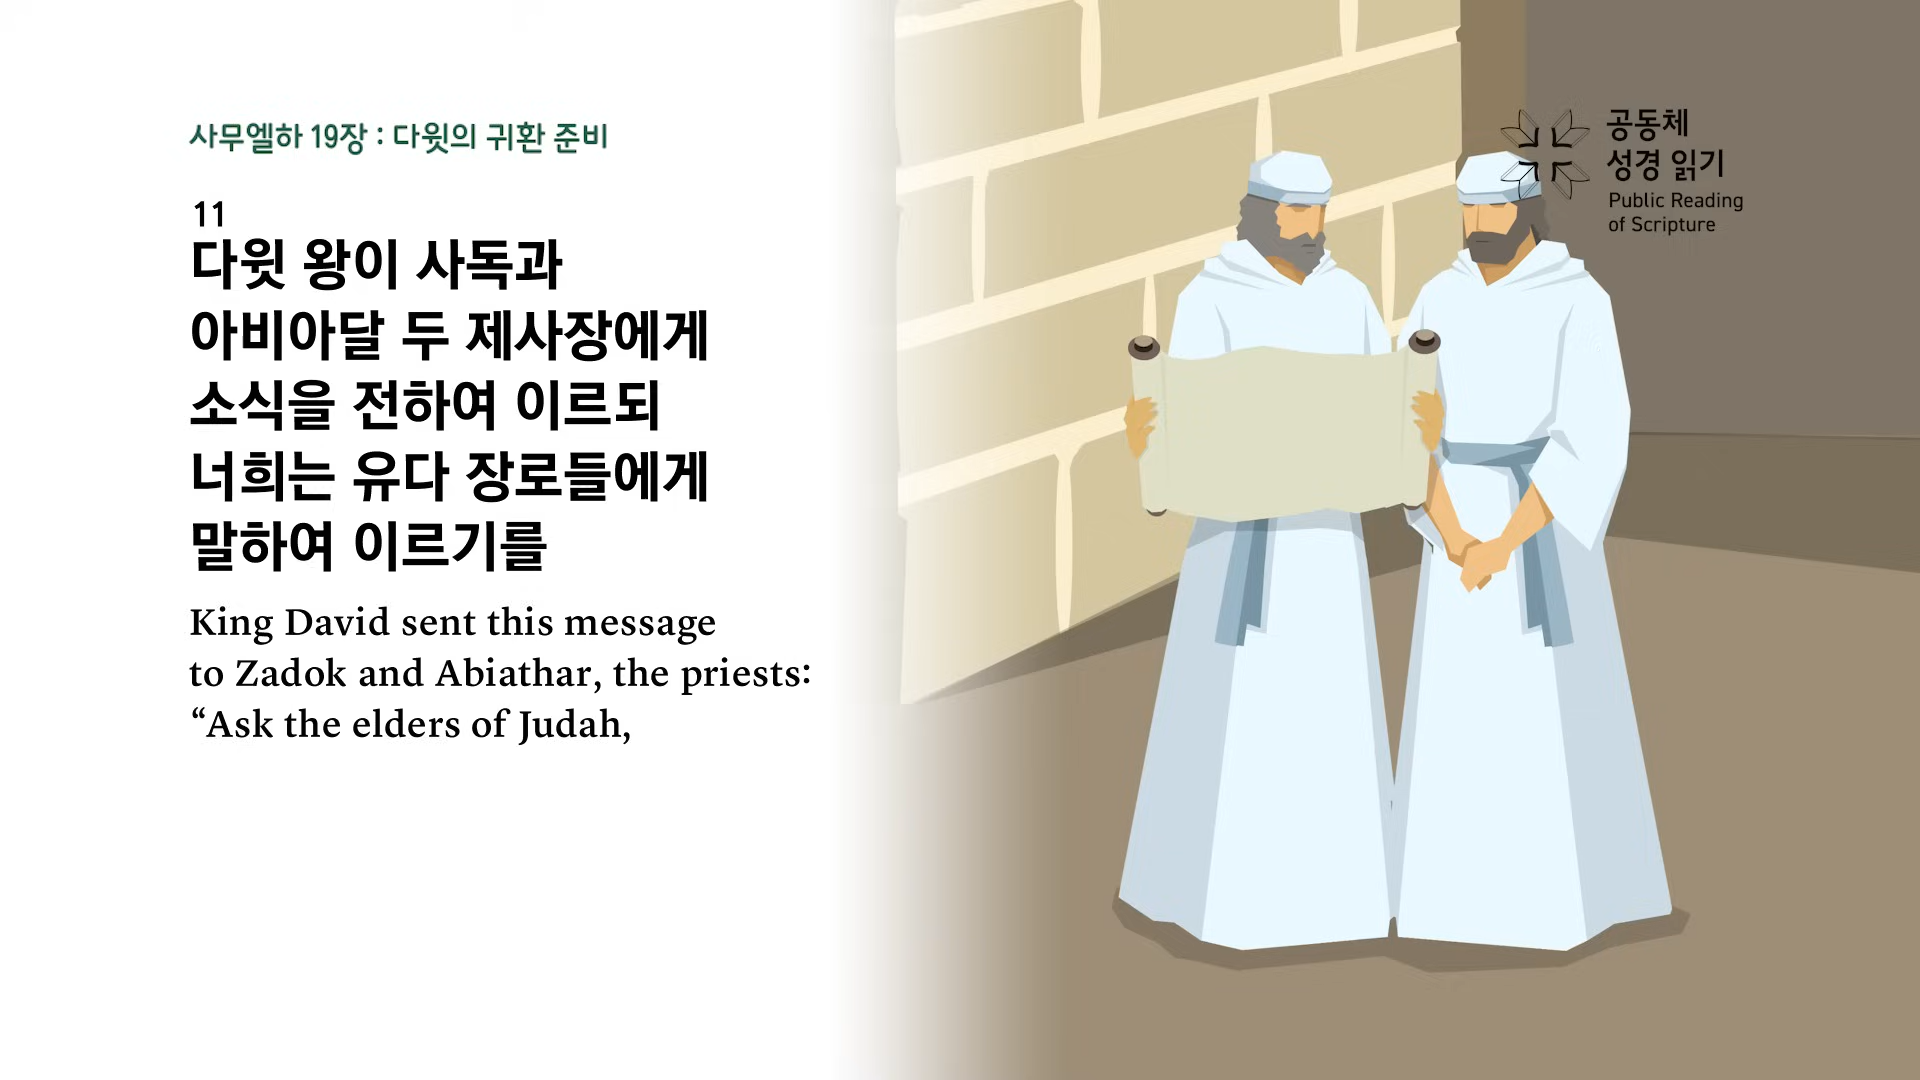 사무엘하 19장 : 다윗의 귀환 준비
11
다윗 왕이 사독과
아비아달 두 제사장에게
소식을 전하여 이르되
너희는 유다 장로들에게
말하여 이르기를
King David sent this message
to Zadok and Abiathar, the priests:
“Ask the elders of Judah,
공동체
성경 읽기
Public Reading
of Scripture